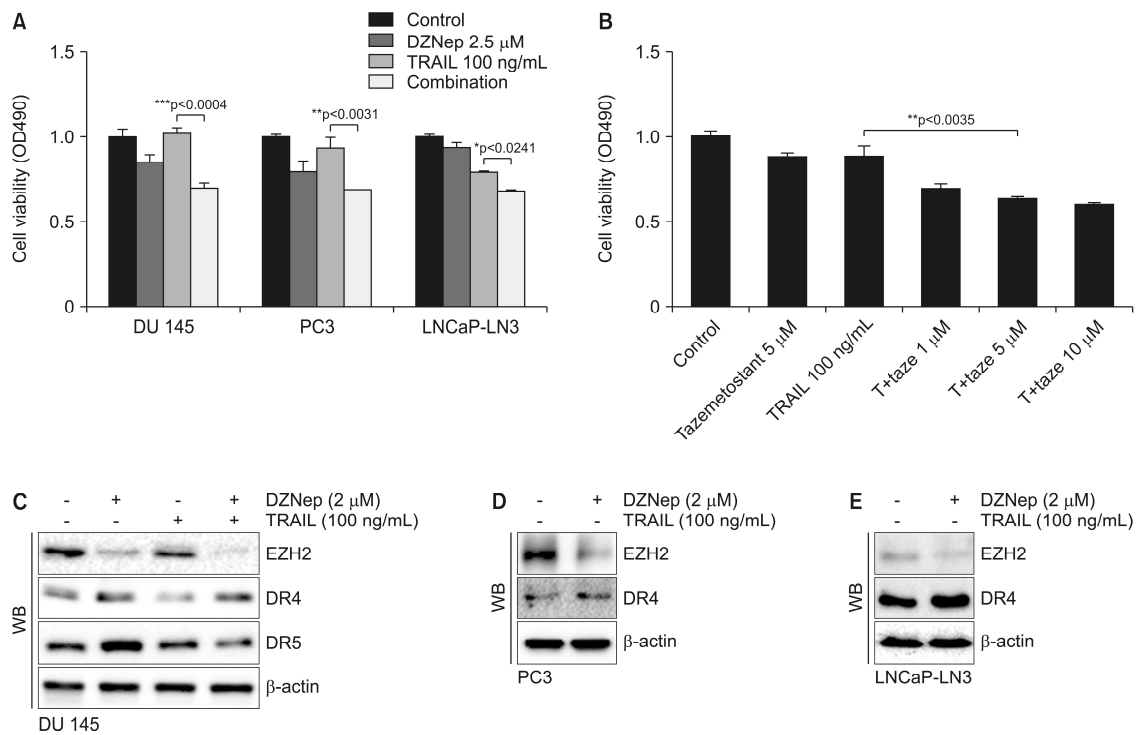 A
Control
DZNep 2.5 μM
TRAIL 100 ng/mL
Combination
Cell viability (OD490)
1.5
1.0
0.5
0
***p<0.0004
**p<0.0031
*p<0.0241
DU 145
PC3
LNCaP-LN3
B
Cell viability (OD490)
1.5
1.0
0.5
0
**p<0.0035
Control
Tazemetostant 5 μM
TRAIL 100 ng/mL
T+taze 1 μM
T+taze 5 μM
T+taze 10 μM
C
- + - + DZNep (2 μM)
- - + + TRAIL (100 ng/mL)
WB
EZH2
DR4
DR5
β-actin
DU 145
D
- + DZNep (2 μM)
- - TRAIL (100 ng/mL)
WB
EZH2
DR4
β-actin
PC3
E
- + DZNep (2 μM)
- - TRAIL (100 ng/mL)
WB
EZH2
DR4
β-actin
LNCaP-LN3